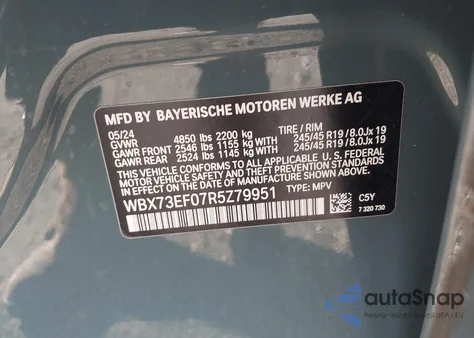 MFD BY BAYERISCHE MOTOREN WERKE AG
05/24
GVWR 4850 lbs 2200 kg TIRE / RIM
GAWR FRONT 2546 lbs 1155 kg 245/45 R19 / 8.0Jx 19
GAWR REAR 2524 lbs 1145 kg 245/45 R19 / 8.0Jx 19
THIS VEHICLE CONFORMS TO ALL APPLICABLE FEDERAL
MOTOR VEHICLE SAFETY AND THEFT PREVENTION
STANDARDS IN EFFECT ON THE DATE OF
MANUFACTURE SHOWN ABOVE.
WBX73EF07R5Z79951 TYPE: MPV
C5Y
7 320 730
autoSnap